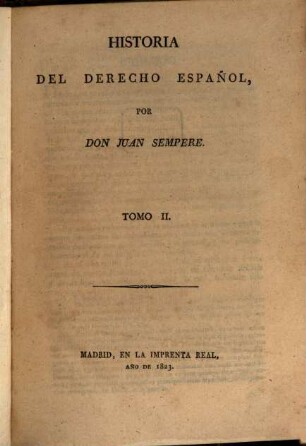 HISTORIA
DEL DERECHO ESPAÑOL,
POR
DON JUAN SEMPERE.
TOMO II.
MADRID, EN LA IMPRENTA REAL,
AÑO DE 1823.